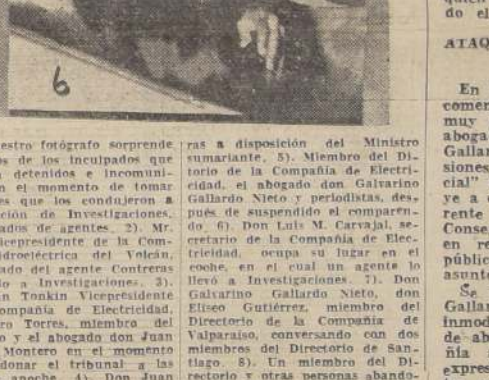 6
estro fotógrafo sorprende
s de los inculpados que
detenidos e incomuni-
n el momento de tomar
es que los condujeron a
ción de Investigaciones,
ados de agentes. 2). Mr.
icepresidente de la Com-
idroeléctrica del Volcán,
ado del agente Contreras
o a Investigaciones. 3).
n Tonkin Vicepresidente
ompañía de Electricidad,
ro Torres, miembro del
o y el abogado don Juan
Montero en el momento
donar el tribunal a las
anoche. 4). Don Juan
ras a disposición del Ministro
sumariante. 5). Miembro del Di-
torio de la Compañía de Electri-
cidad, el abogado don Galvarino
Gallardo Nieto y periodistas, des-
pués de suspendido el comparen-
do. 6). Don Luis M. Carvajal, se-
cretario de la Compañía de Elec-
tricidad, ocupa su lugar en el
coche, en el cual un agente lo
llevó a Investigaciones. 7). Don
Galvarino Gallardo Nieto, don
Elíseo Gutiérrez, miembro del
Directorio de la Compañía de
Valparaíso, conversando con dos
miembros del Directorio de San-
tiago. 8). Un miembro del Di-
rectorio y otras personas abando-
do el
ATAQ
En
comer
muy
aboga
Gallar
siones
cial"
ye a
rente
Conse
en re
públic
asunto
Se
Gallar
inmod
de ab
ñía
expres